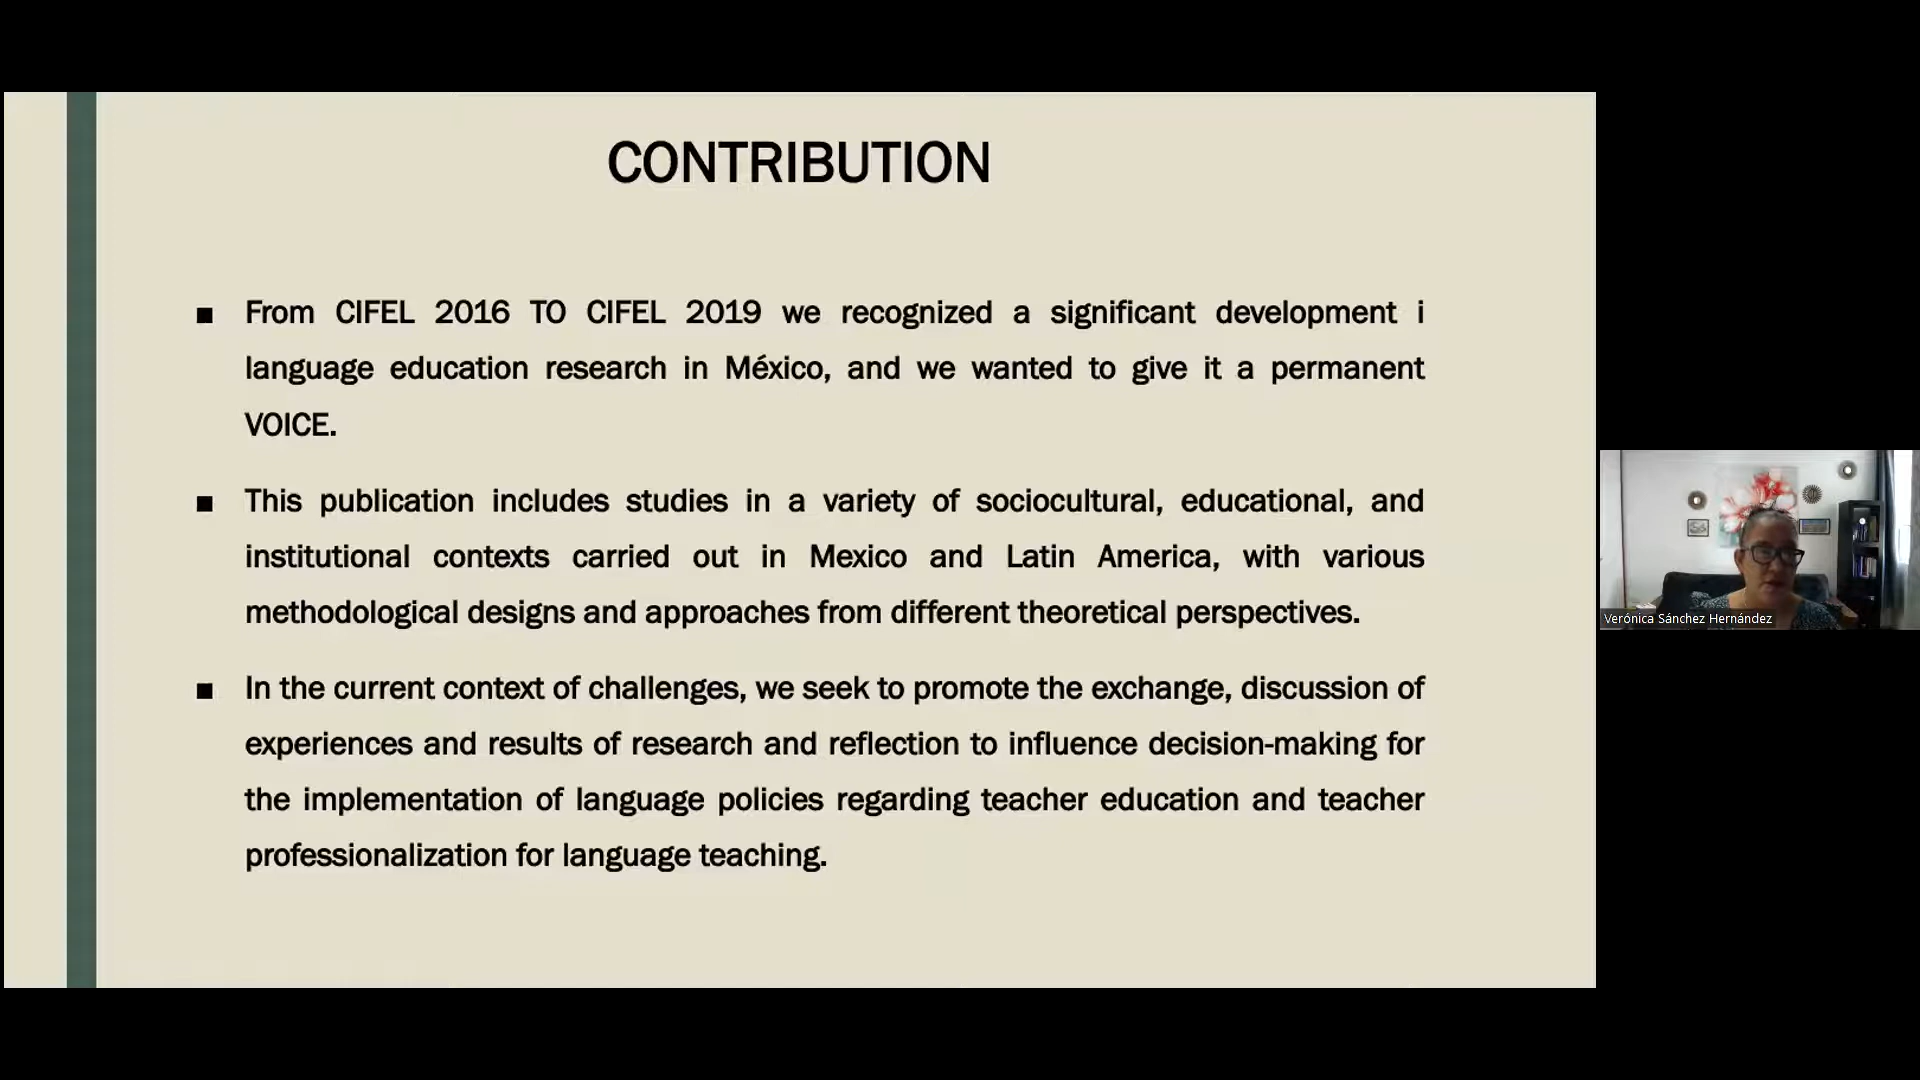 CONTRIBUTION
■ From CIFEL 2016 TO CIFEL 2019 we recognized a significant development i
language education research in México, and we wanted to give it a permanent
VOICE.
■ This publication includes studies in a variety of sociocultural, educational, and
institutional contexts carried out in Mexico and Latin America, with various
methodological designs and approaches from different theoretical perspectives.
■ In the current context of challenges, we seek to promote the exchange, discussion of
experiences and results of research and reflection to influence decision-making for
the implementation of language policies regarding teacher education and teacher
professionalization for language teaching.
Verónica Sánchez Hernández